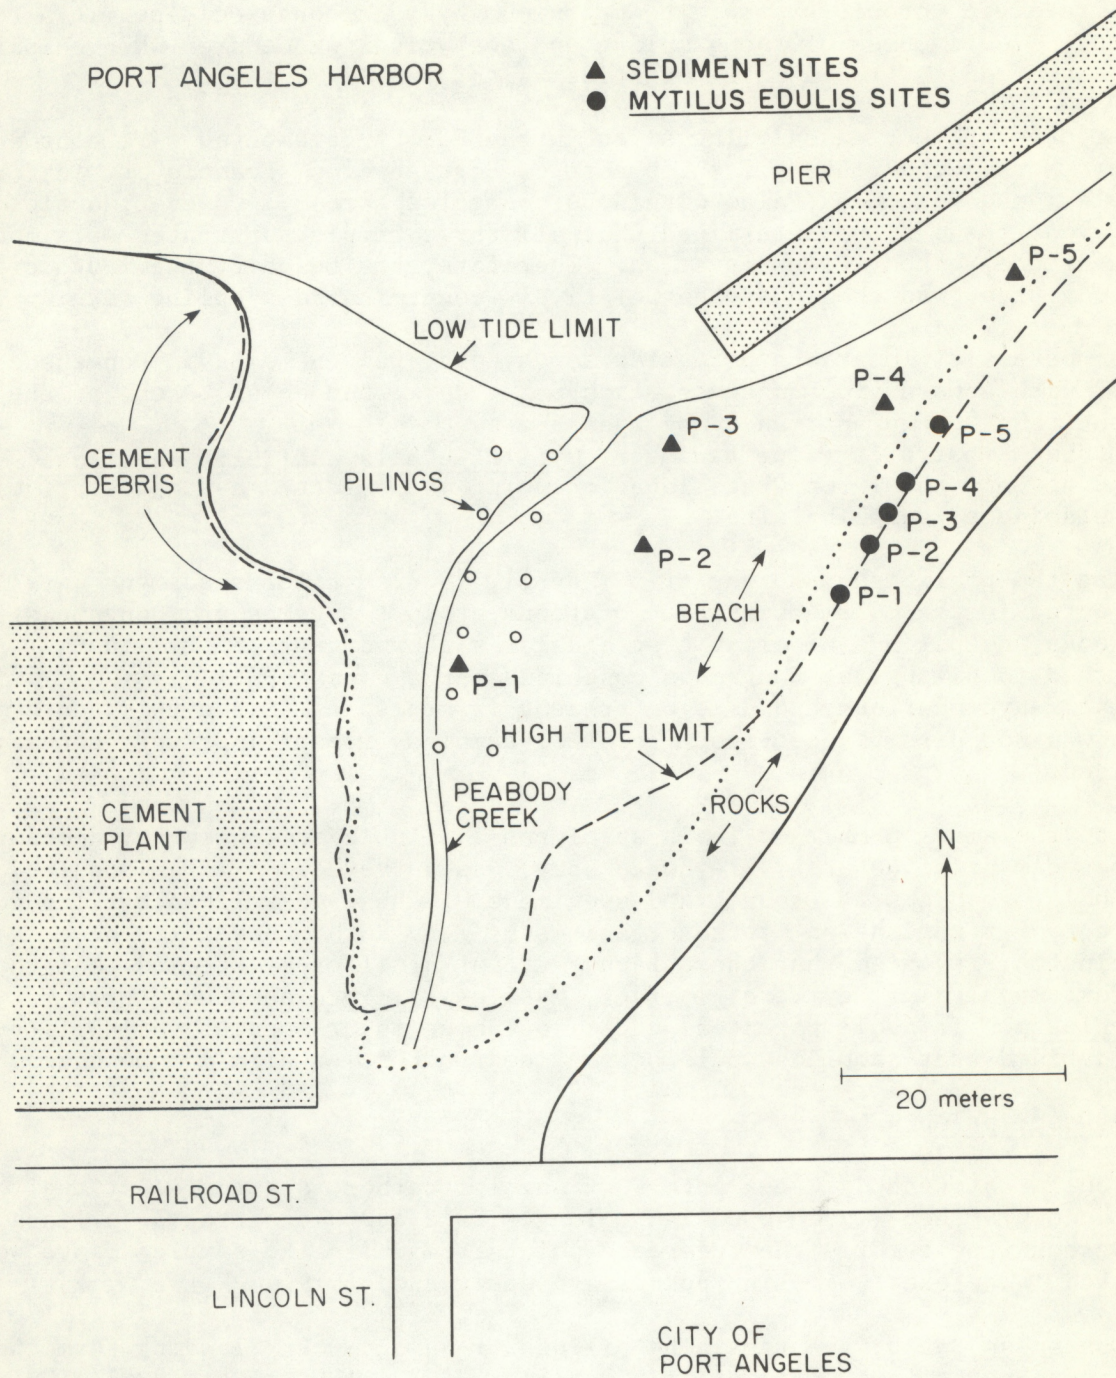 PORT ANGELES HARBOR
▲ SEDIMENT SITES
● MYTILUS EDULIS SITES
PIER
P-5
LOW TIDE LIMIT
P-4
P-3
P-5
CEMENT
DEBRIS
PILINGS
P-4
P-3
P-2
P-2
P-1
BEACH
P-1
HIGH TIDE LIMIT
PEABODY
CREEK
ROCKS
CEMENT
PLANT
N
20 meters
RAILROAD ST.
LINCOLN ST.
CITY OF
PORT ANGELES